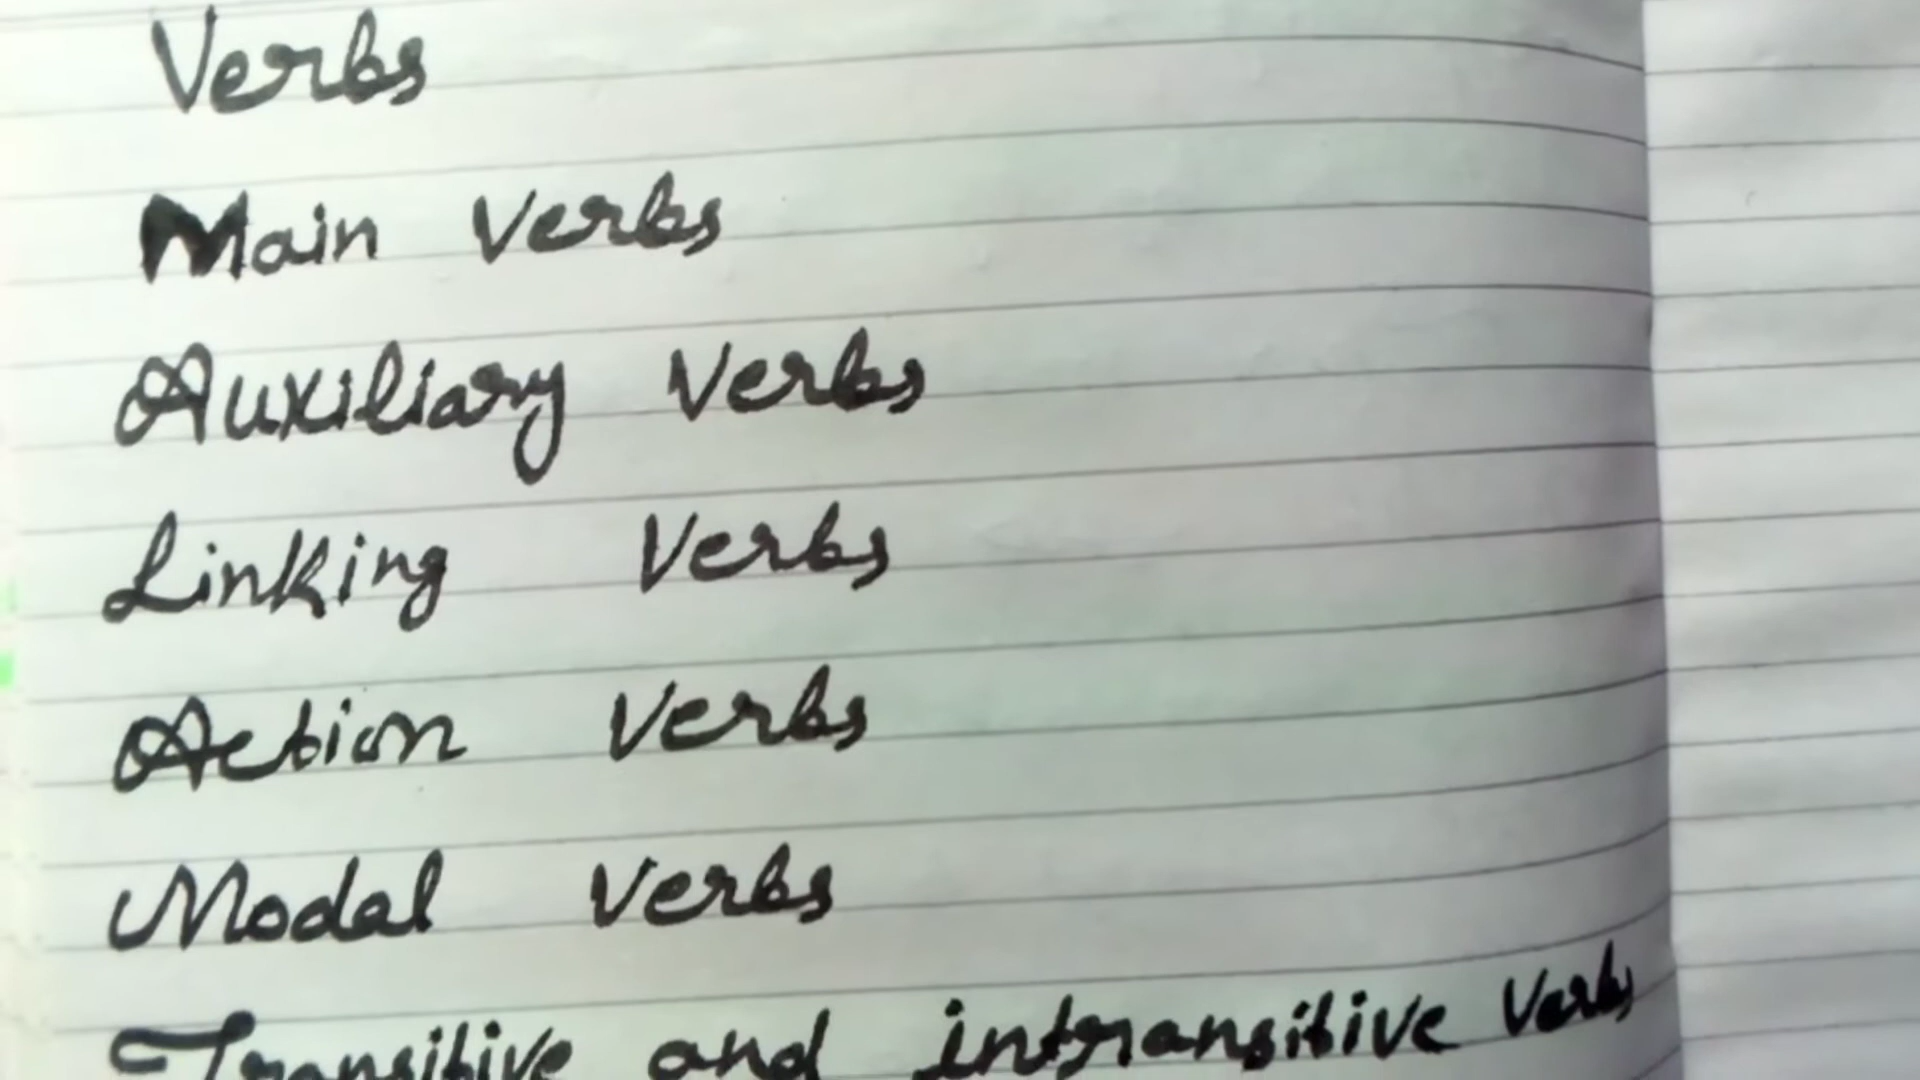 Verbs
Main Verbs
Auxiliary Verbs
Linking Verbs
Action Verbs
Modal Verbs
Transitive and intransitive Verbs